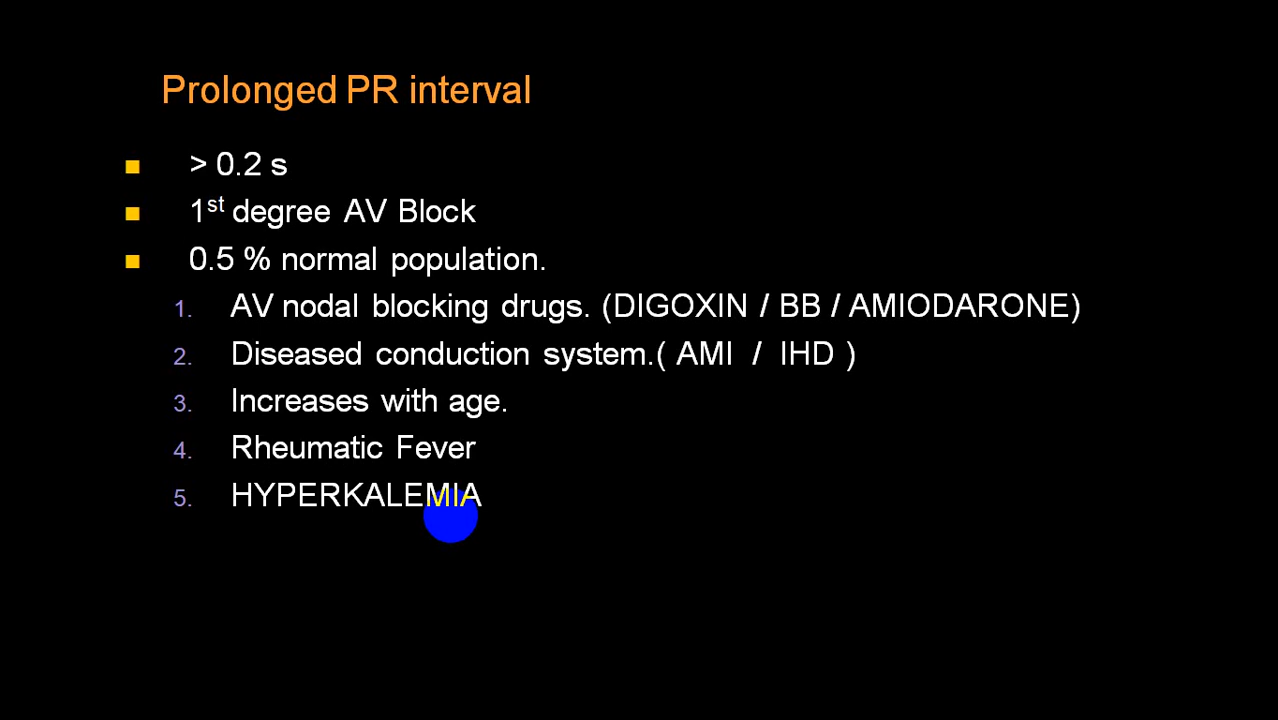 Prolonged PR interval
> 0.2 s
1st degree AV Block
0.5 % normal population.
1. AV nodal blocking drugs. (DIGOXIN / BB / AMIODARONE)
2. Diseased conduction system.( AMI / IHD )
3. Increases with age.
4. Rheumatic Fever
5. HYPERKALEMIA